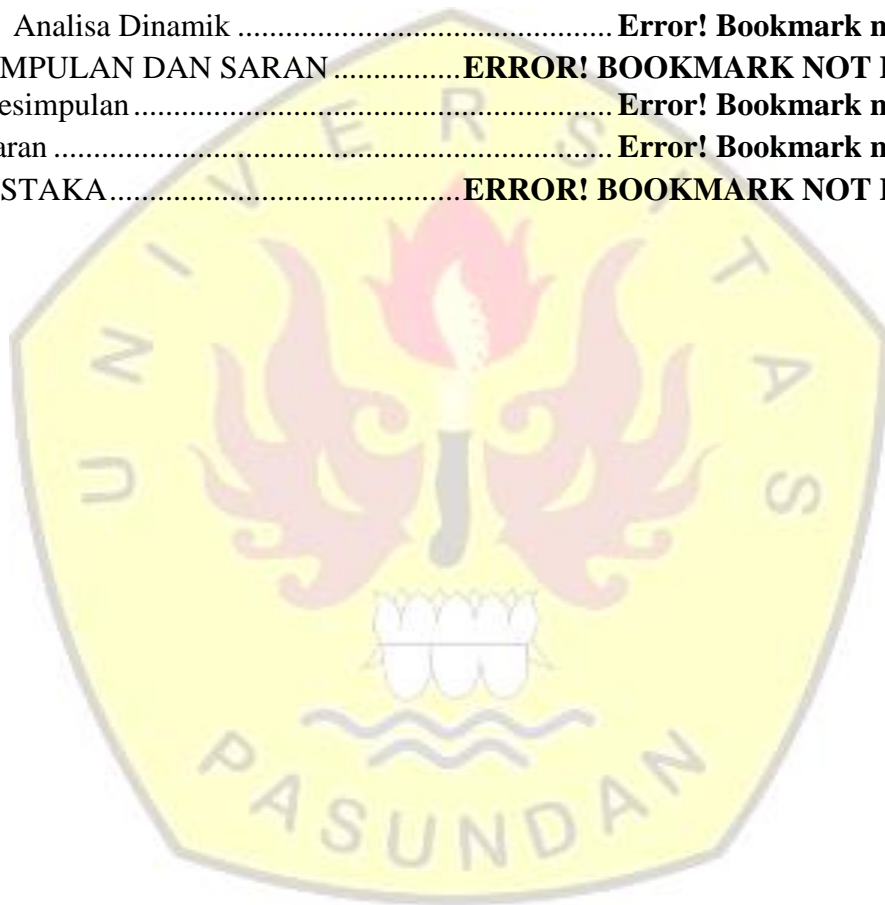 Analisa Dinamik ................................................ Error! Bookmark n
MPULAN DAN SARAN ................ERROR! BOOKMARK NOT
esimpulan ............................................................. Error! Bookmark n
aran ....................................................................... Error! Bookmark n
STAKA.............................................ERROR! BOOKMARK NOT
UNIVERSITAS
PASUNDAN